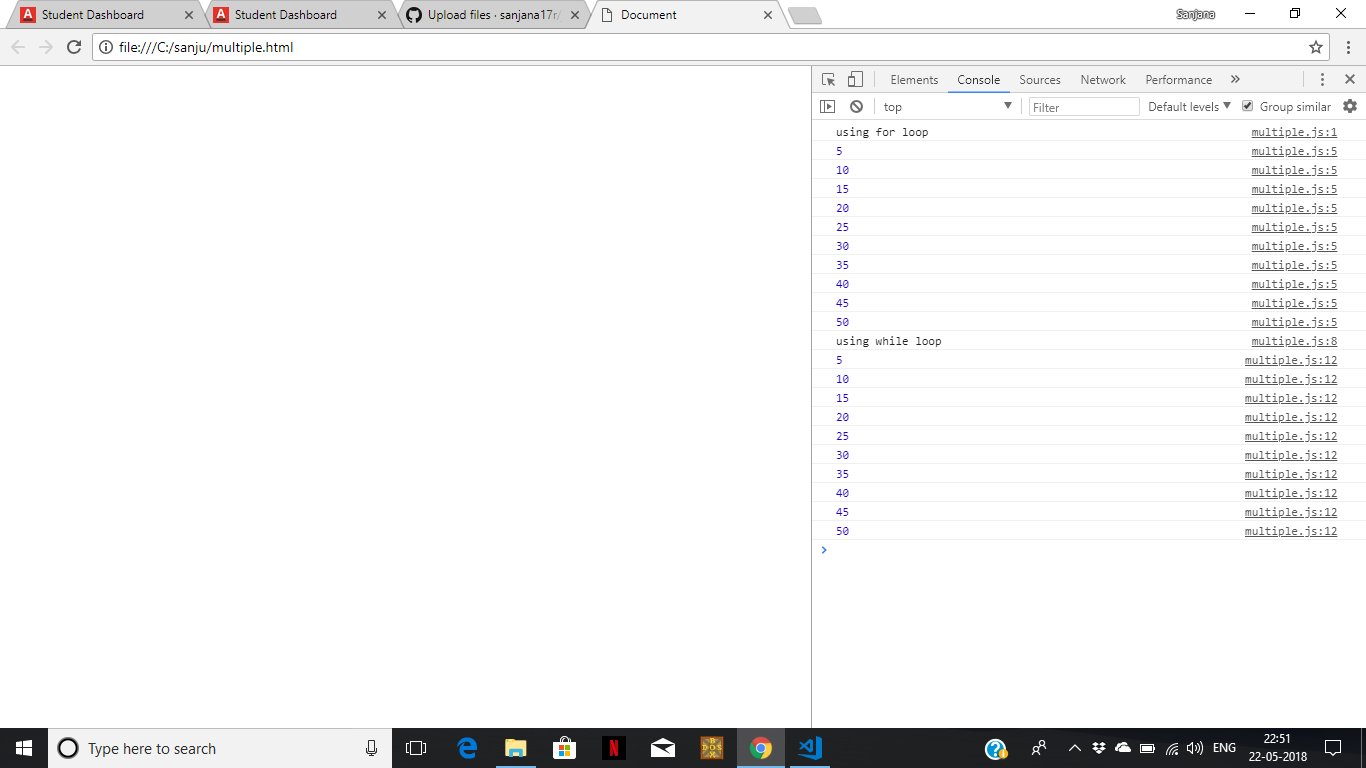 Student Dashboard
Student Dashboard
Upload files · sanjana17r/
Document
Sanjana
file:///C:/sanju/multiple.html
Elements Console Sources Network Performance »
top Filter Default levels Group similar
using for loop multiple.js:1
5 multiple.js:5
10 multiple.js:5
15 multiple.js:5
20 multiple.js:5
25 multiple.js:5
30 multiple.js:5
35 multiple.js:5
40 multiple.js:5
45 multiple.js:5
50 multiple.js:5
using while loop multiple.js:8
5 multiple.js:12
10 multiple.js:12
15 multiple.js:12
20 multiple.js:12
25 multiple.js:12
30 multiple.js:12
35 multiple.js:12
40 multiple.js:12
45 multiple.js:12
50 multiple.js:12
Type here to search
ENG
22:51
22-05-2018